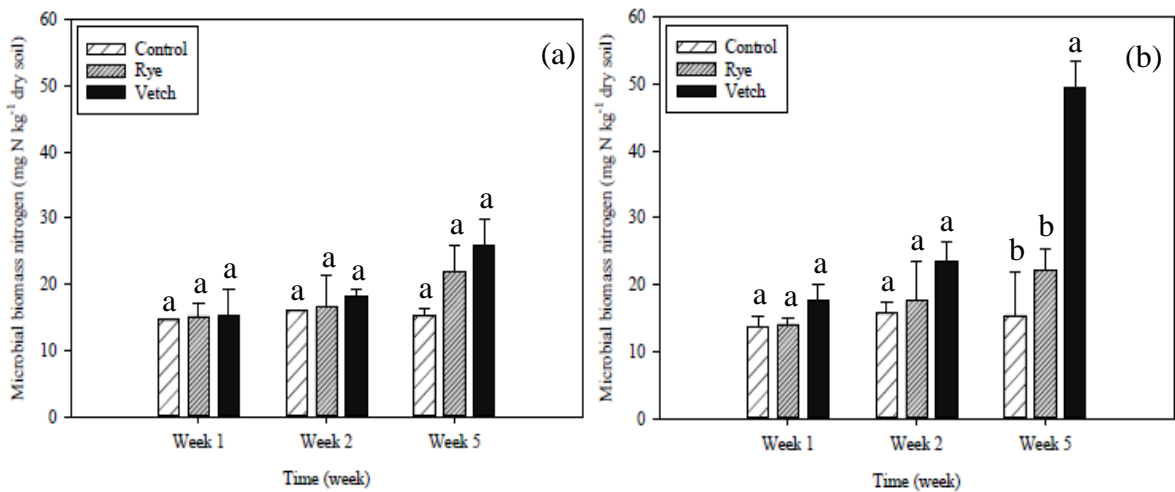 Microbial biomass nitrogen (mg N kg⁻¹ dry soil)
60
50
40
30
20
10
0
Control
Rye
Vetch
(a)
a
a
a
a
a
a
a
a
a
Week 1
Week 2
Week 5
Time (week)
Microbial biomass nitrogen (mg N kg⁻¹ dry soil)
60
50
40
30
20
10
0
Control
Rye
Vetch
(b)
a
a
a
a
a
a
b
b
a
Week 1
Week 2
Week 5
Time (week)